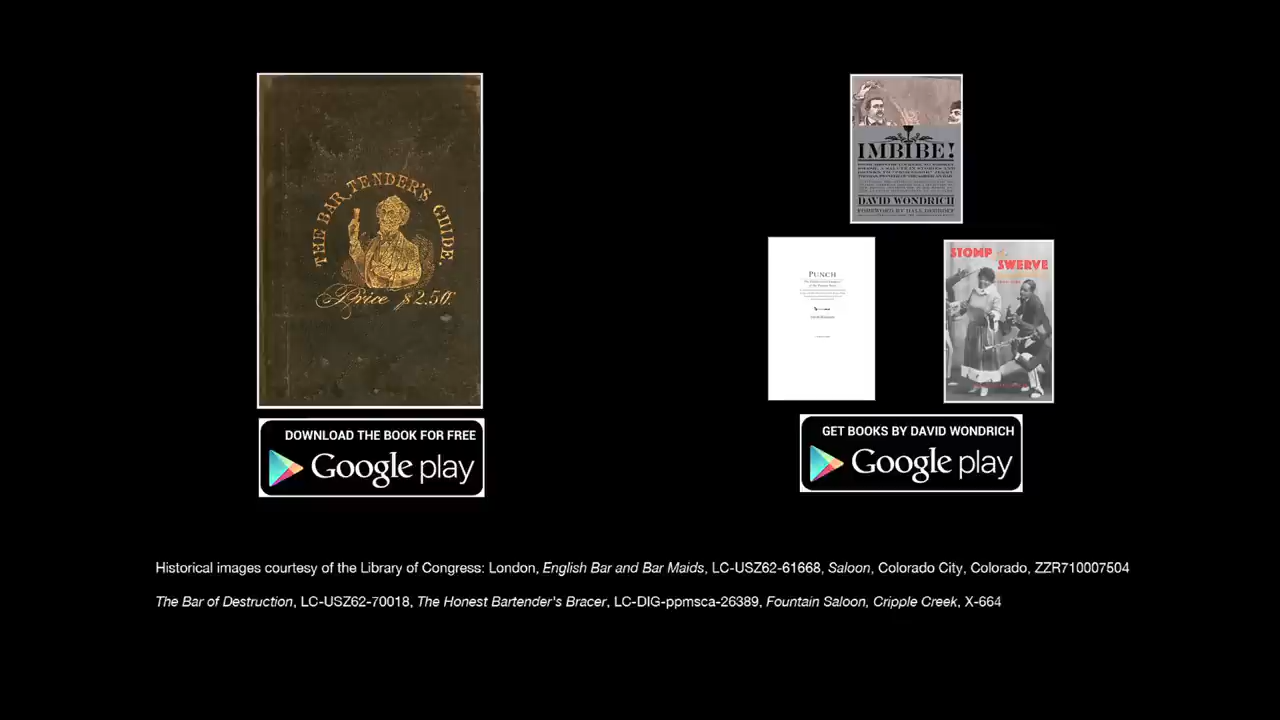 THE BAR-TENDER'S GUIDE.
Price $2.50.
DOWNLOAD THE BOOK FOR FREE
Google play
IMBIBE!
DAVID WONDRICH
PUNCH
STOMP
SWERVE
GET BOOKS BY DAVID WONDRICH
Google play
Historical images courtesy of the Library of Congress: London, English Bar and Bar Maids, LC-USZ62-61668, Saloon, Colorado City, Colorado, ZZR710007504
The Bar of Destruction, LC-USZ62-70018, The Honest Bartender's Bracer, LC-DIG-ppmsca-26389, Fountain Saloon, Cripple Creek, X-664